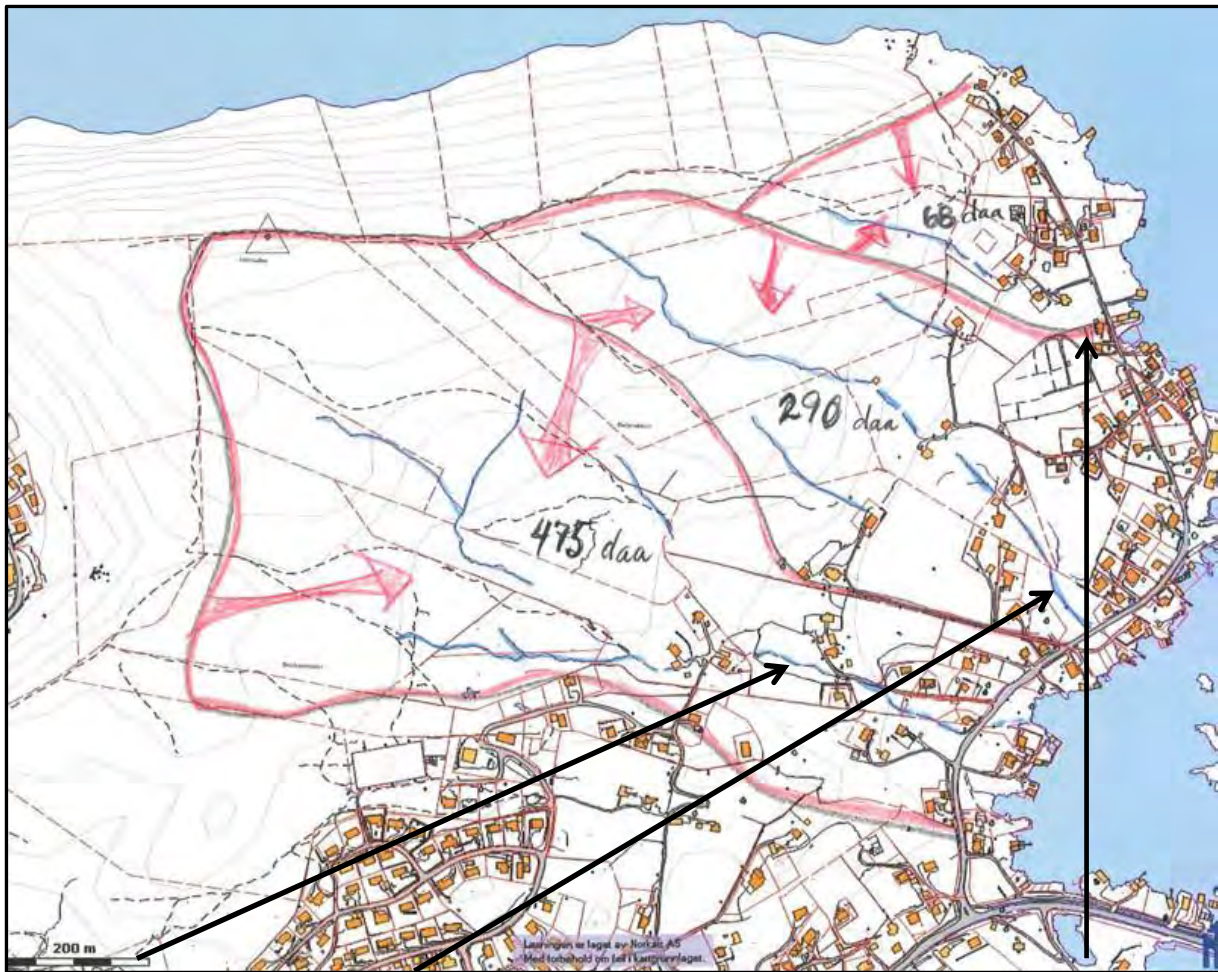 68 daa
290 daa
475 daa
200 m
Løsningen er laget av Norkart AS
Med forbehold om feil i kartgrunnlaget.